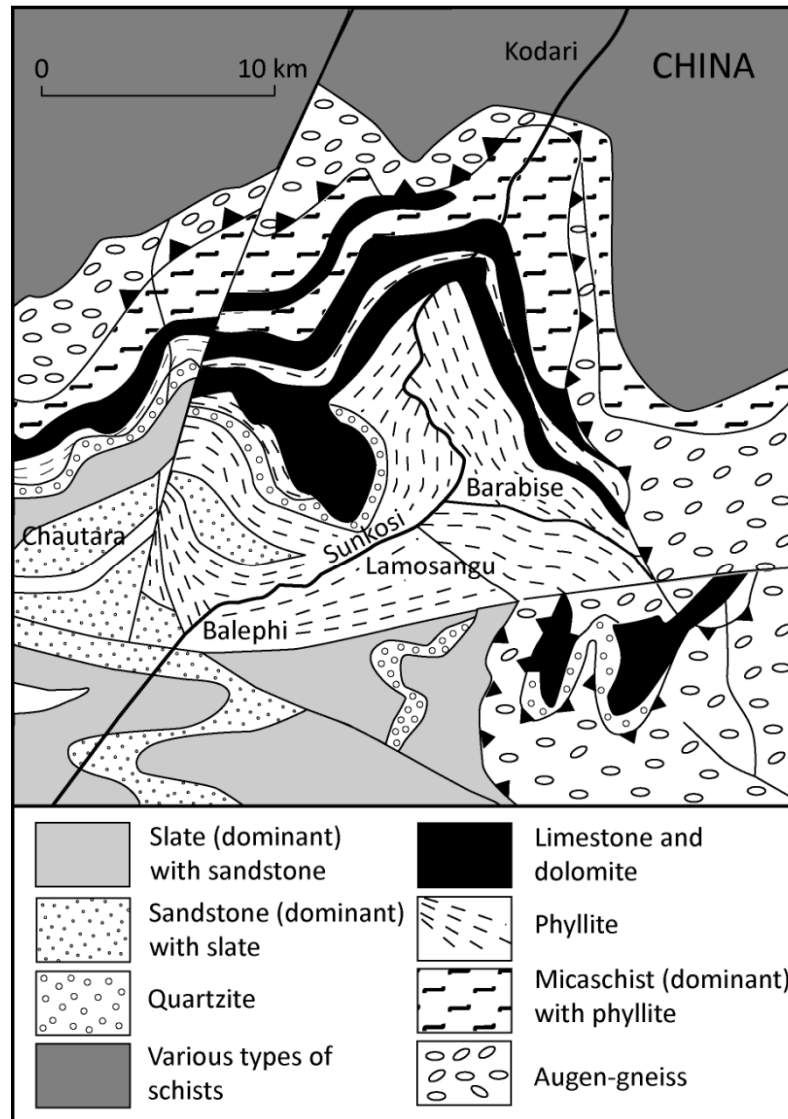 Kodari
CHINA
0 10 km
Barabise
Chautara
Sunkosi
Lamosangu
Balephi
Slate (dominant)
with sandstone
Sandstone (dominant)
with slate
Quartzite
Various types of
schists
Limestone and
dolomite
Phyllite
Micaschist (dominant)
with phyllite
Augen-gneiss